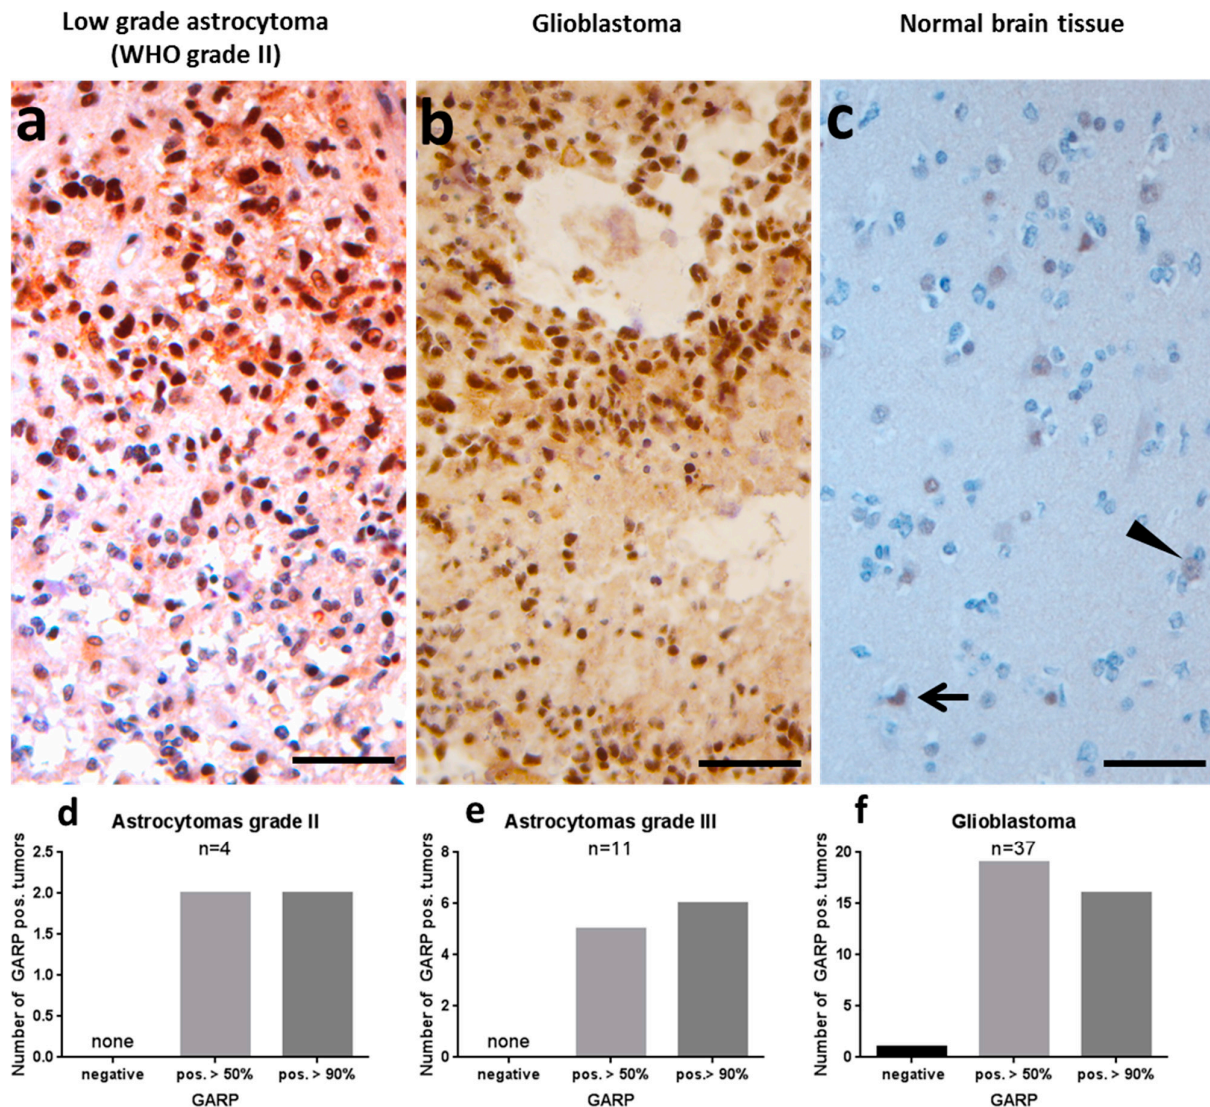 Low grade astrocytoma
(WHO grade II)
Glioblastoma
Normal brain tissue
a
b
c
d
Astrocytomas grade II
n=4
Number of GARP pos. tumors
2.5
2.0
1.5
1.0
0.5
0.0
none
negative
pos. > 50%
pos. > 90%
GARP
e
Astrocytomas grade III
n=11
Number of GARP pos. tumors
8
6
4
2
0
none
negative
pos. > 50%
pos. > 90%
GARP
f
Glioblastoma
n=37
Number of GARP pos. tumors
20
15
10
5
0
negative
pos. > 50%
pos. > 90%
GARP